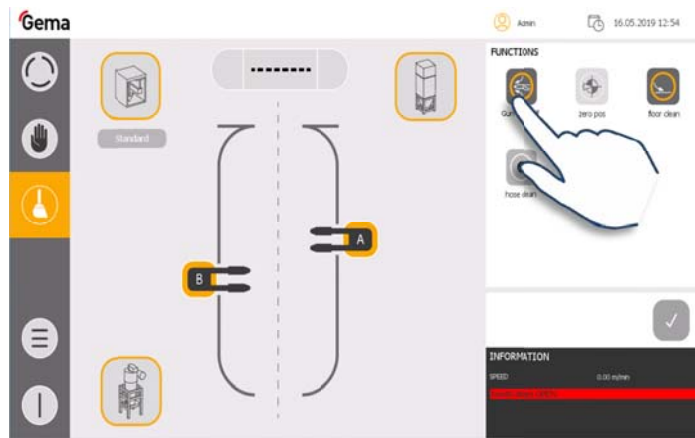 Gema
Admin
16.05.2019 12:54
FUNCTIONS
zero pos
floor clean
Standard
hose clean
A
B
INFORMATION
SPEED
0.00 m/min